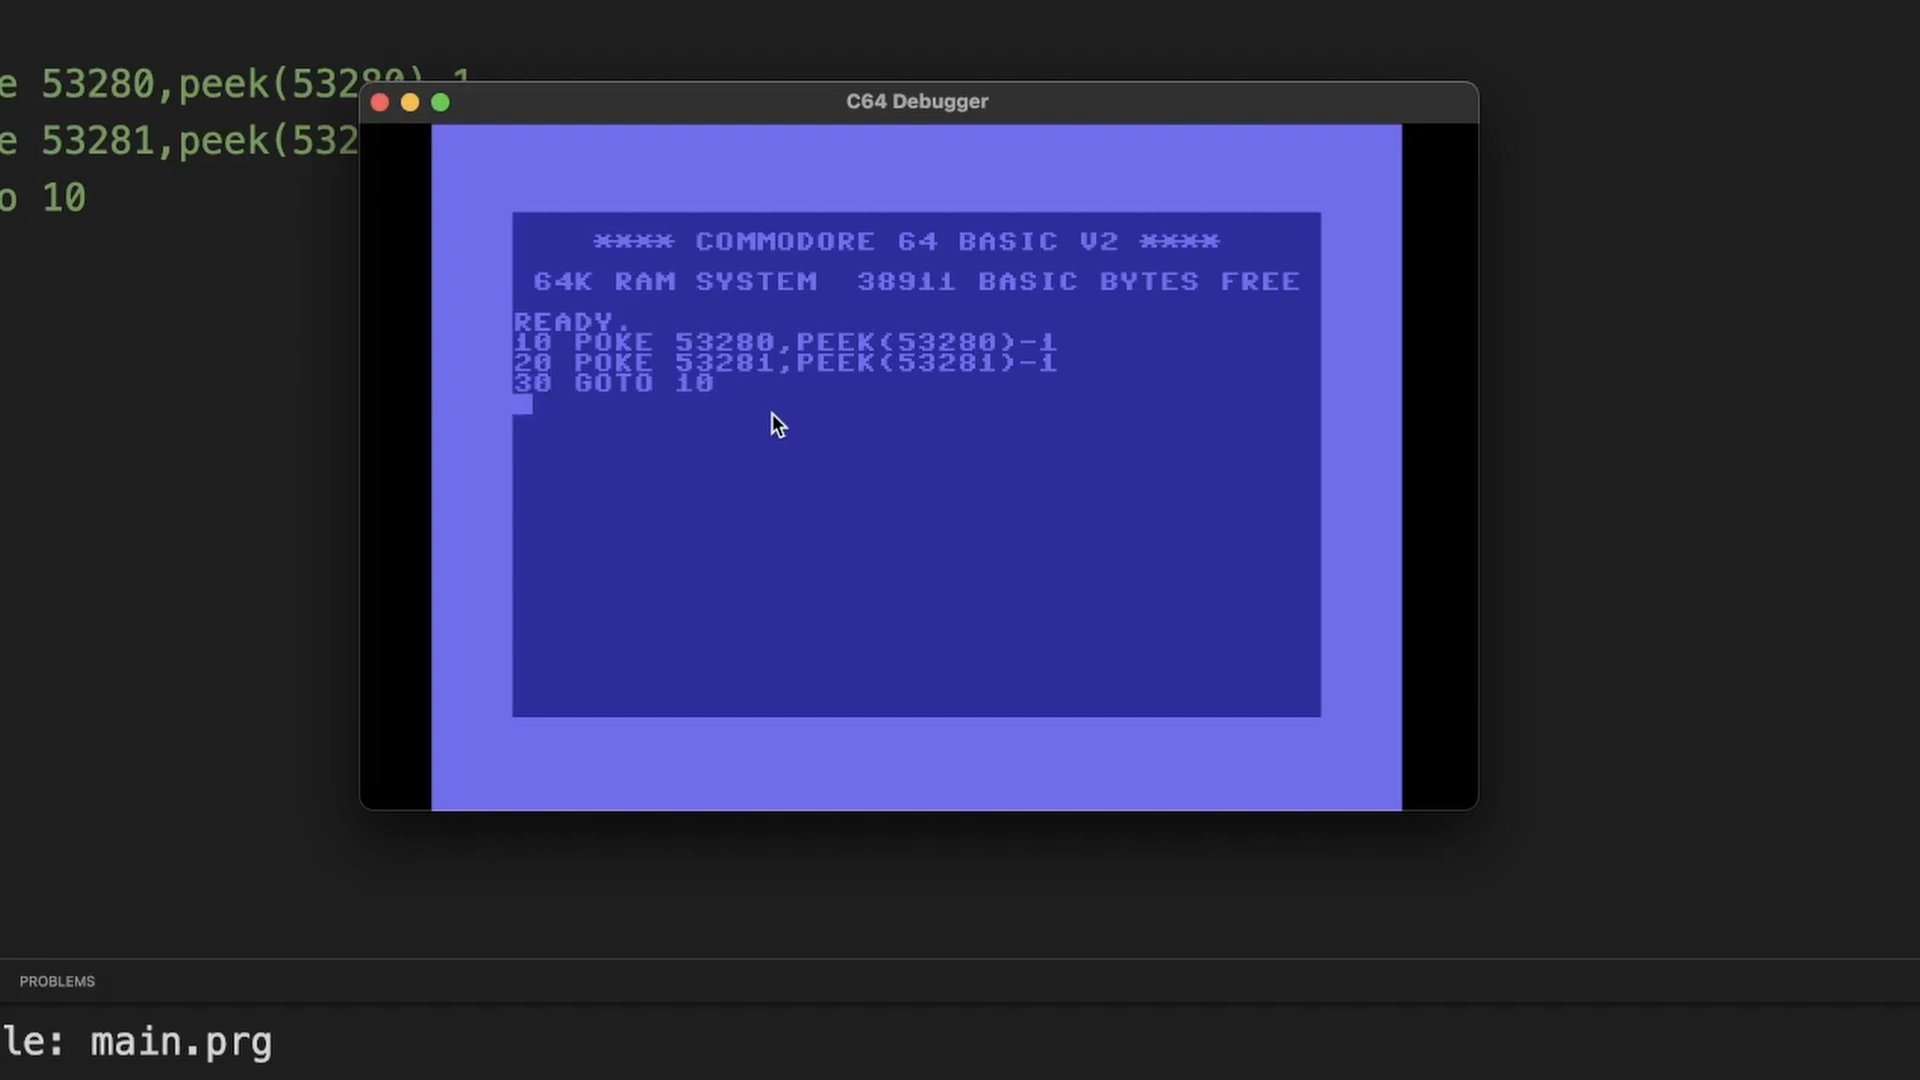 e 53280,peek(53280)-1
e 53281,peek(532
o 10
C64 Debugger
**** COMMODORE 64 BASIC V2 ****
64K RAM SYSTEM  38911 BASIC BYTES FREE
READY.
10 POKE 53280,PEEK(53280)-1
20 POKE 53281,PEEK(53281)-1
30 GOTO 10
PROBLEMS
le: main.prg